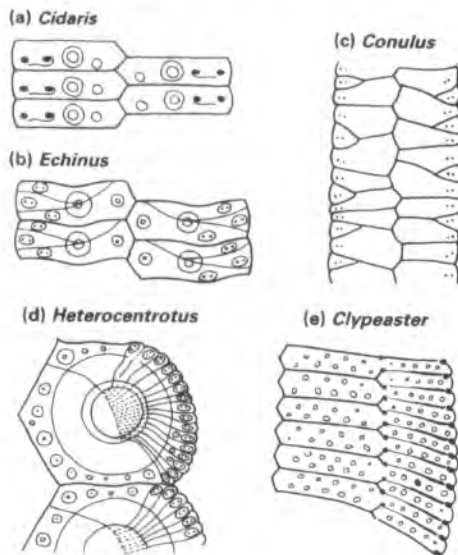 (a) Cidaris
(b) Echinus
(c) Conulus
(d) Heterocentrotus
(e) Clypeaster